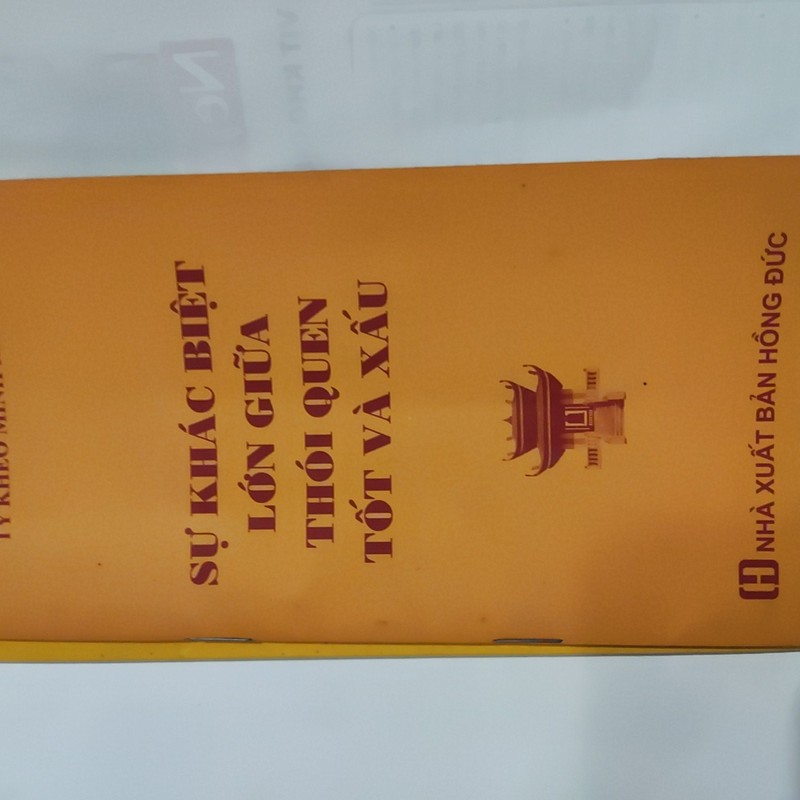 SỰ KHÁC BIỆT
LỚN GIỮA
THÓI QUEN
TỐT VÀ XẤU
NHÀ XUẤT BẢN HỒNG ĐỨC